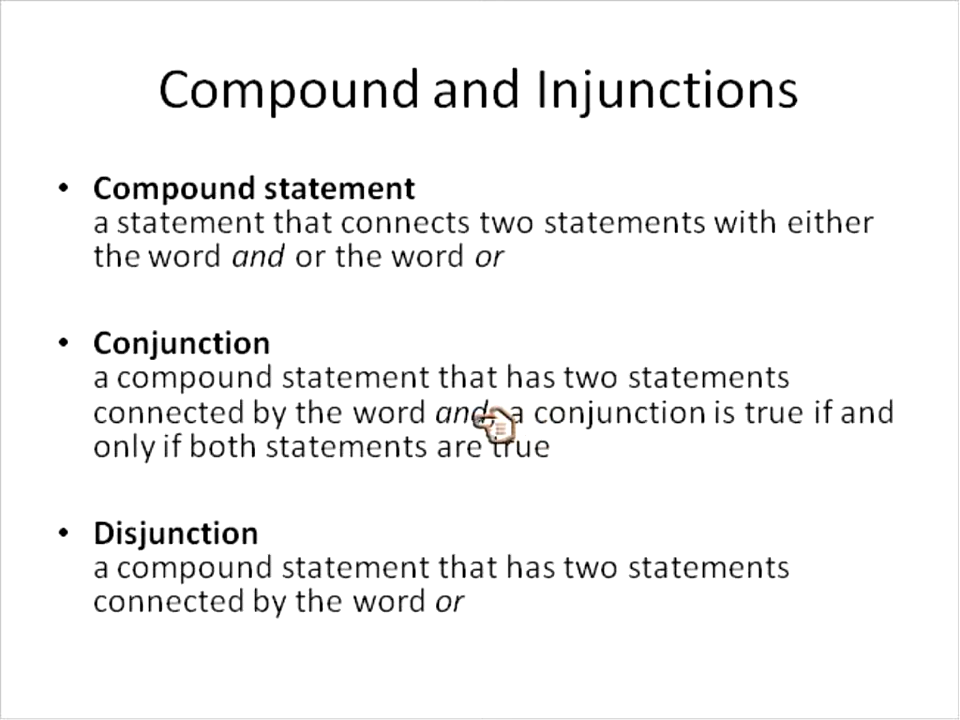 Compound and Injunctions
• Compound statement
a statement that connects two statements with either
the word and or the word or
• Conjunction
a compound statement that has two statements
connected by the word and; a conjunction is true if and
only if both statements are true
• Disjunction
a compound statement that has two statements
connected by the word or